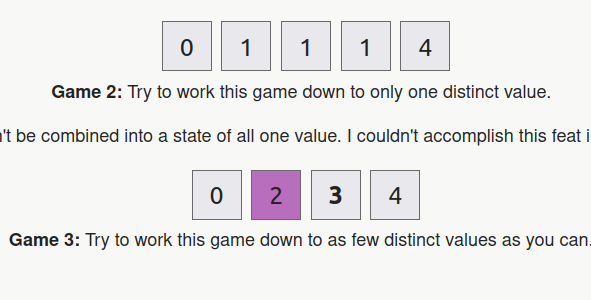 0 1 1 1 4
Game 2: Try to work this game down to only one distinct value.
't be combined into a state of all one value. I couldn't accomplish this feat i
0 2 3 4
Game 3: Try to work this game down to as few distinct values as you can.